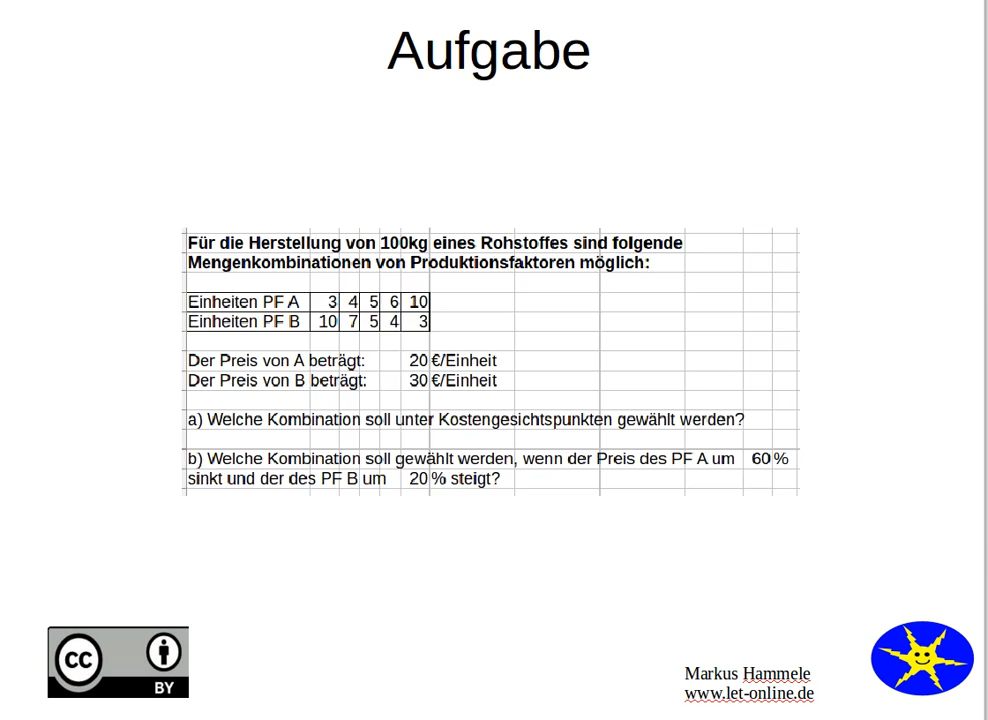 Aufgabe
Für die Herstellung von 100kg eines Rohstoffes sind folgende
Mengenkombinationen von Produktionsfaktoren möglich:
Einheiten PF A 3 4 5 6 10
Einheiten PF B 10 7 5 4 3
Der Preis von A beträgt: 20 €/Einheit
Der Preis von B beträgt: 30 €/Einheit
a) Welche Kombination soll unter Kostengesichtspunkten gewählt werden?
b) Welche Kombination soll gewählt werden, wenn der Preis des PF A um 60 %
sinkt und der des PF B um 20 % steigt?
CC
BY
Markus Hammele
www.let-online.de